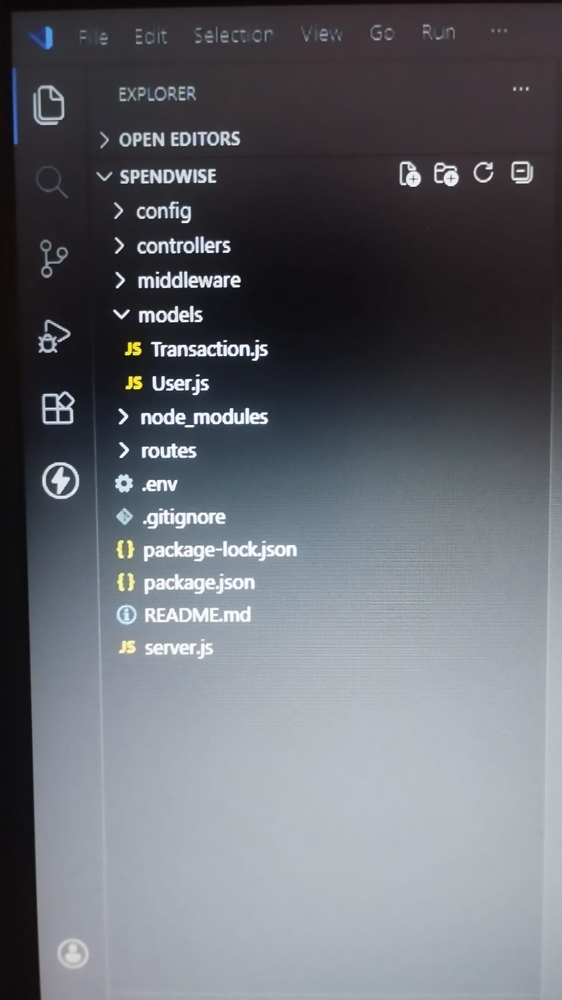 File Edit Selection View Go Run ...
EXPLORER ...
OPEN EDITORS
SPENDWISE
config
controllers
middleware
models
JS Transaction.js
JS User.js
node_modules
routes
.env
.gitignore
{} package-lock.json
{} package.json
README.md
JS server.js